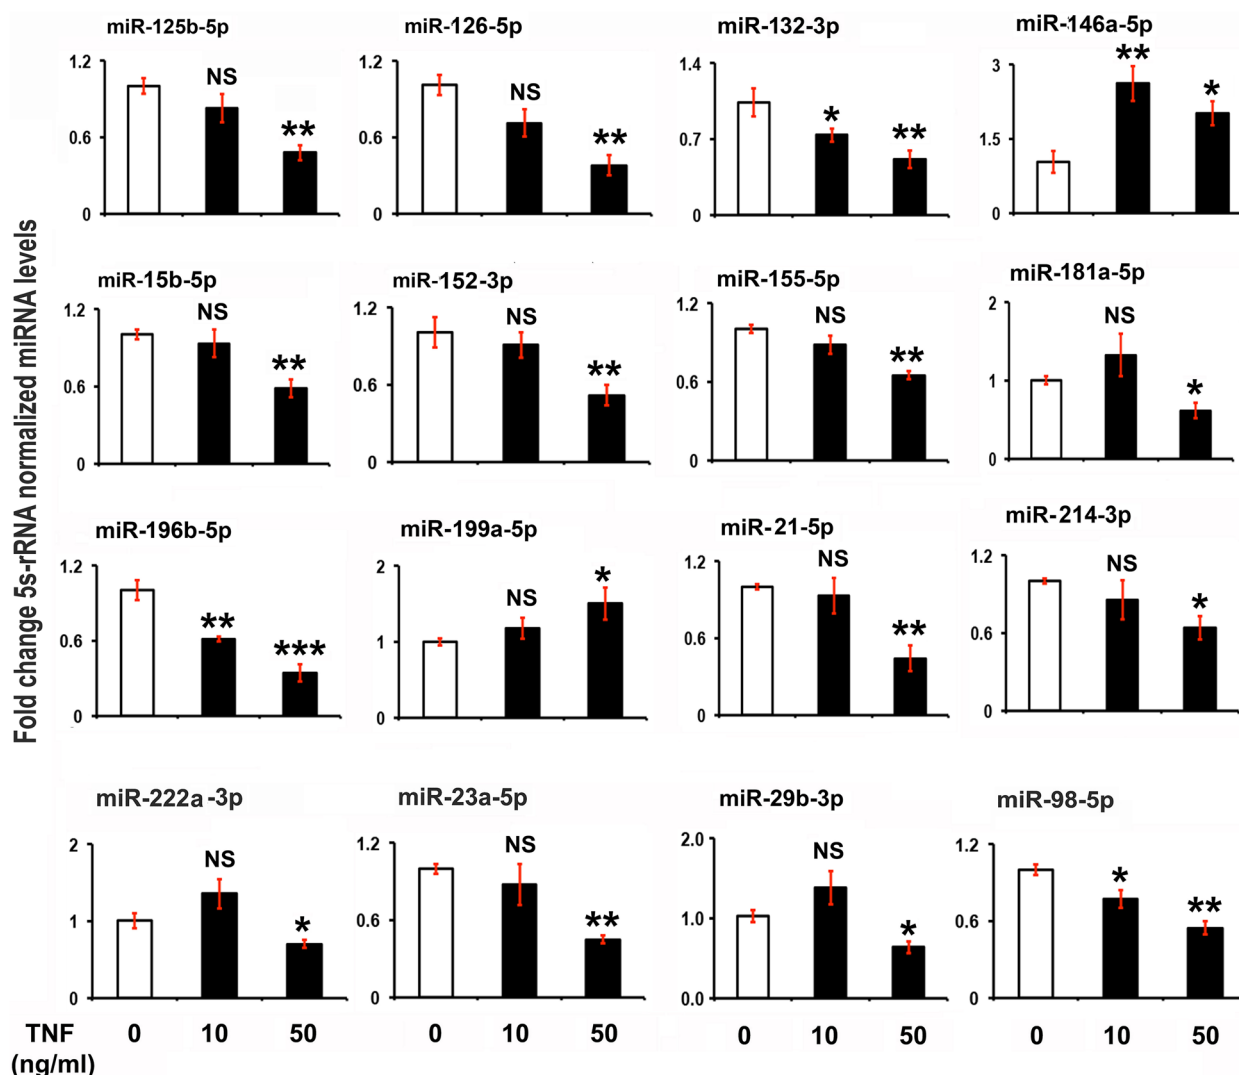 miR-125b-5p
miR-126-5p
miR-132-3p
miR-146a-5p
1.2
0.6
0
NS
**
1.2
0.6
0
NS
**
1.4
0.7
0
*
**
3
1.5
0
**
*
Fold change 5s-rRNA normalized miRNA levels
miR-15b-5p
miR-152-3p
miR-155-5p
miR-181a-5p
1.2
0.6
0
NS
**
1.2
0.6
0
NS
**
1.2
0.6
0
NS
**
2
1
0
NS
*
miR-196b-5p
miR-199a-5p
miR-21-5p
miR-214-3p
1.2
0.6
0
**
***
2
1
0
NS
*
1.2
0.6
0
NS
**
1.2
0.6
0
NS
*
miR-222a-3p
miR-23a-5p
miR-29b-3p
miR-98-5p
2
1
0
NS
*
1.2
0.6
0
NS
**
2.0
1.0
0.0
NS
*
1.2
0.6
0
*
**
TNF 0 10 50 0 10 50 0 10 50 0 10 50
(ng/ml)